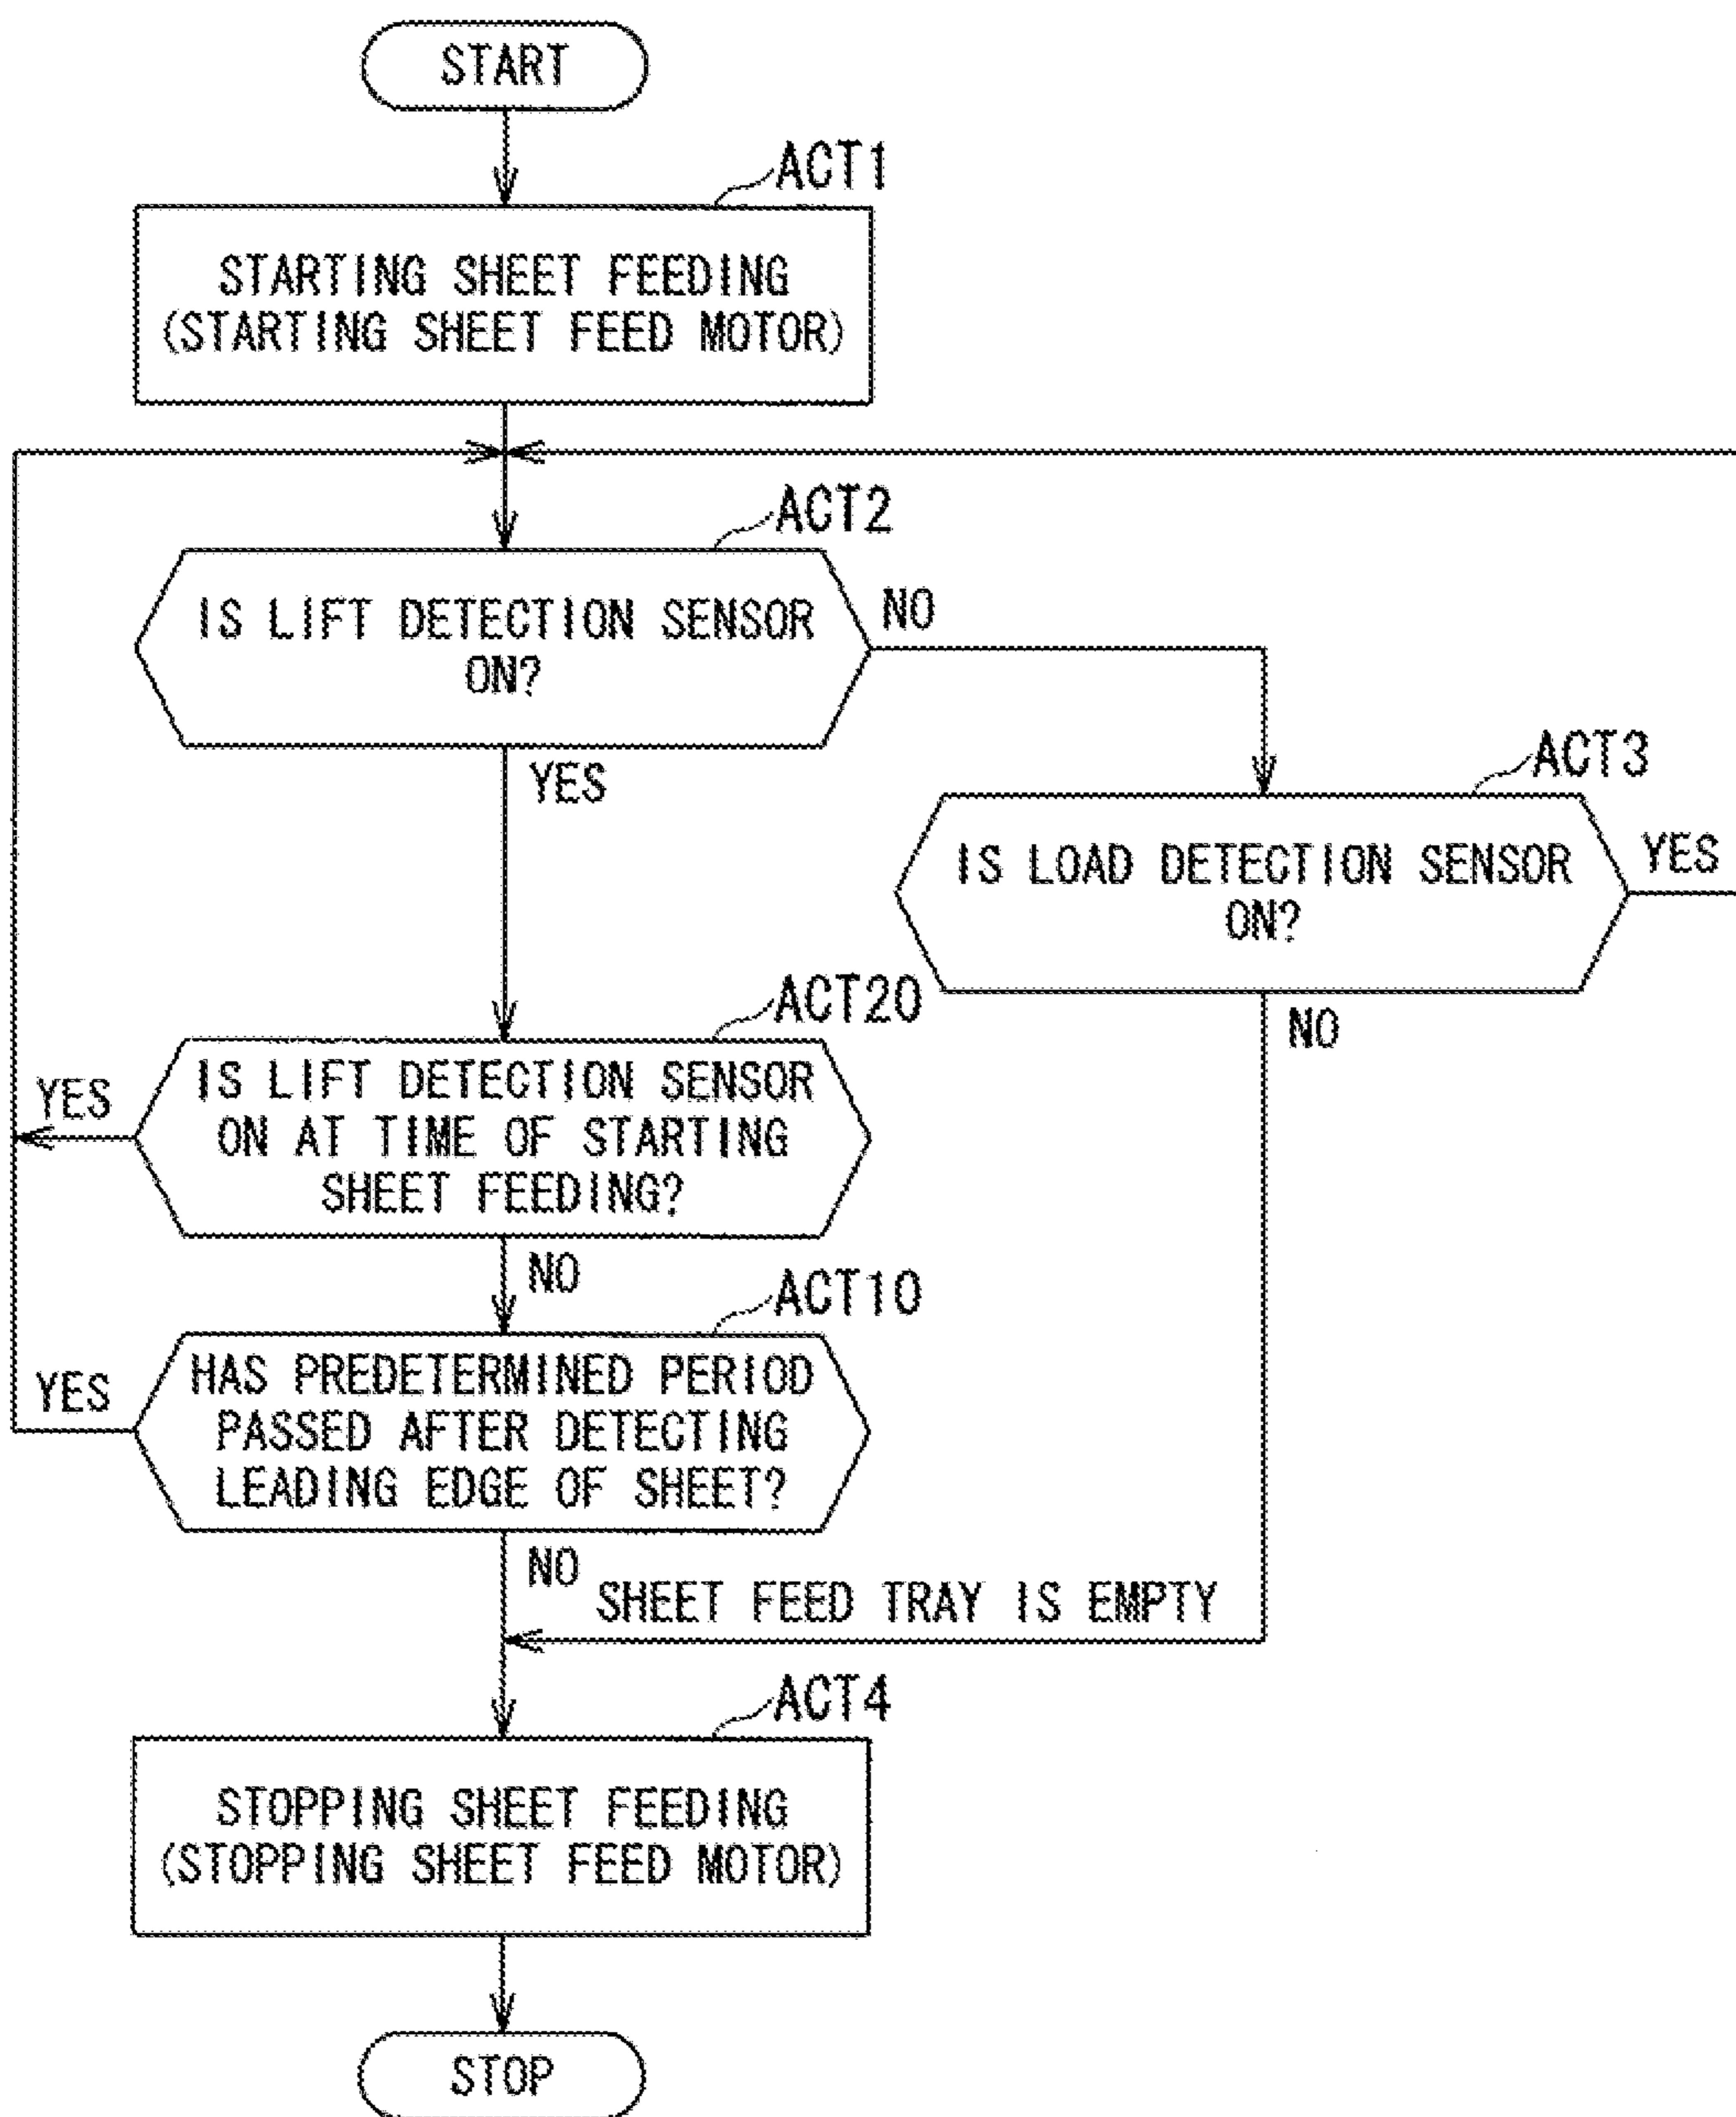 START
ACT1
STARTING SHEET FEEDING
(STARTING SHEET FEED MOTOR)
ACT2
IS LIFT DETECTION SENSOR
ON?
NO
YES
ACT3
IS LOAD DETECTION SENSOR
ON?
YES
NO
ACT20
IS LIFT DETECTION SENSOR
ON AT TIME OF STARTING
SHEET FEEDING?
YES
NO
ACT10
HAS PREDETERMINED PERIOD
PASSED AFTER DETECTING
LEADING EDGE OF SHEET?
YES
NO
SHEET FEED TRAY IS EMPTY
ACT4
STOPPING SHEET FEEDING
(STOPPING SHEET FEED MOTOR)
STOP